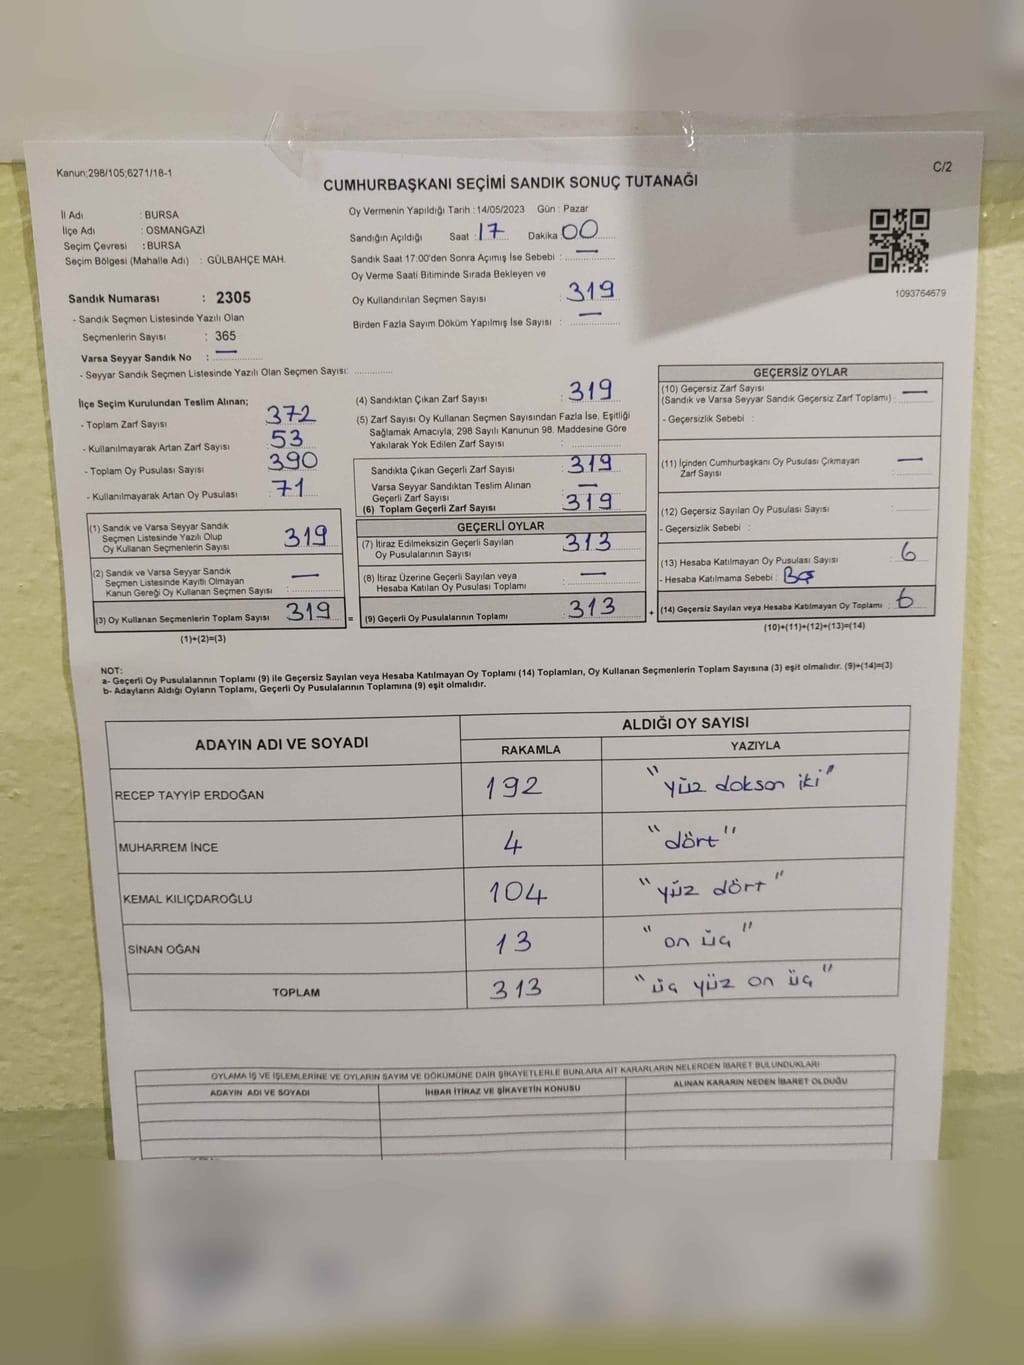 Kanun;298/105;6271/18-1
C/2
CUMHURBAŞKANI SEÇİMİ SANDIK SONUÇ TUTANAĞI
İl Adı : BURSA
İlçe Adı : OSMANGAZİ
Seçim Çevresi : BURSA
Seçim Bölgesi (Mahalle Adı) : GÜLBAHÇE MAH.
Sandık Numarası : 2305
- Sandık Seçmen Listesinde Yazılı Olan
Seçmenlerin Sayısı : 365
Varsa Seyyar Sandık No : —
- Seyyar Sandık Seçmen Listesinde Yazılı Olan Seçmen Sayısı:
Oy Vermenin Yapıldığı Tarih : 14/05/2023 Gün : Pazar
Sandığın Açıldığı Saat : 17 Dakika 00
Sandık Saat 17:00'den Sonra Açımış İse Sebebi : —
Oy Verme Saati Bitiminde Sırada Bekleyen ve
Oy Kullandırılan Seçmen Sayısı : 319
Birden Fazla Sayım Döküm Yapılmış İse Sayısı : —
1093764679
İlçe Seçim Kurulundan Teslim Alınan;
- Toplam Zarf Sayısı : 372
- Kullanılmayarak Artan Zarf Sayısı : 53
- Toplam Oy Pusulası Sayısı : 390
- Kullanılmayarak Artan Oy Pusulası : 71
(1) Sandık ve Varsa Seyyar Sandık
Seçmen Listesinde Yazılı Olup
Oy Kullanan Seçmenlerin Sayısı : 319
(2) Sandık ve Varsa Seyyar Sandık
Seçmen Listesinde Kayıtlı Olmayan
Kanun Gereği Oy Kullanan Seçmen Sayısı : —
(3) Oy Kullanan Seçmenlerin Toplam Sayısı : 319 =
(1)+(2)=(3)
(4) Sandıktan Çıkan Zarf Sayısı : 319
(5) Zarf Sayısı Oy Kullanan Seçmen Sayısından Fazla İse, Eşitliği
Sağlamak Amacıyla, 298 Sayılı Kanunun 98. Maddesine Göre
Yakılarak Yok Edilen Zarf Sayısı :
Sandıkta Çıkan Geçerli Zarf Sayısı : 319
Varsa Seyyar Sandıktan Teslim Alınan
Geçerli Zarf Sayısı : —
(6) Toplam Geçerli Zarf Sayısı : 319
GEÇERLİ OYLAR
(7) İtiraz Edilmeksizin Geçerli Sayılan
Oy Pusulalarının Sayısı : 313
(8) İtiraz Üzerine Geçerli Sayılan veya
Hesaba Katılan Oy Pusulası Toplamı : —
(9) Geçerli Oy Pusulalarının Toplamı : 313 +
GEÇERSİZ OYLAR
(10) Geçersiz Zarf Sayısı
(Sandık ve Varsa Seyyar Sandık Geçersiz Zarf Toplamı) : —
- Geçersizlik Sebebi :
(11) İçinden Cumhurbaşkanı Oy Pusulası Çıkmayan
Zarf Sayısı : —
(12) Geçersiz Sayılan Oy Pusulası Sayısı :
- Geçersizlik Sebebi :
(13) Hesaba Katılmayan Oy Pusulası Sayısı : 6
- Hesaba Katılmama Sebebi : Boş
(14) Geçersiz Sayılan veya Hesaba Katılmayan Oy Toplamı : 6
(10)+(11)+(12)+(13)=(14)
NOT:
a- Geçerli Oy Pusulalarının Toplamı (9) ile Geçersiz Sayılan veya Hesaba Katılmayan Oy Toplamı (14) Toplamları, Oy Kullanan Seçmenlerin Toplam Sayısına (3) eşit olmalıdır. (9)+(14)=(3)
b- Adayların Aldığı Oyların Toplamı, Geçerli Oy Pusulalarının Toplamına (9) eşit olmalıdır.
ADAYIN ADI VE SOYADI
ALDIĞI OY SAYISI
RAKAMLA YAZIYLA
RECEP TAYYİP ERDOĞAN 192 "yüz dokson iki"
MUHARREM İNCE 4 "dört"
KEMAL KILIÇDAROĞLU 104 "yüz dört"
SİNAN OĞAN 13 "on üç"
TOPLAM 313 "üç yüz on üç"
OYLAMA İŞ VE İŞLEMLERİNE VE OYLARIN SAYIM VE DÖKÜMÜNE DAİR ŞİKAYETLERLE BUNLARA AİT KARARLARIN NELERDEN İBARET BULUNDUKLARI
ADAYIN ADI VE SOYADI İHBAR İTİRAZ VE ŞİKAYETİN KONUSU ALINAN KARARIN NEDEN İBARET OLDUĞU